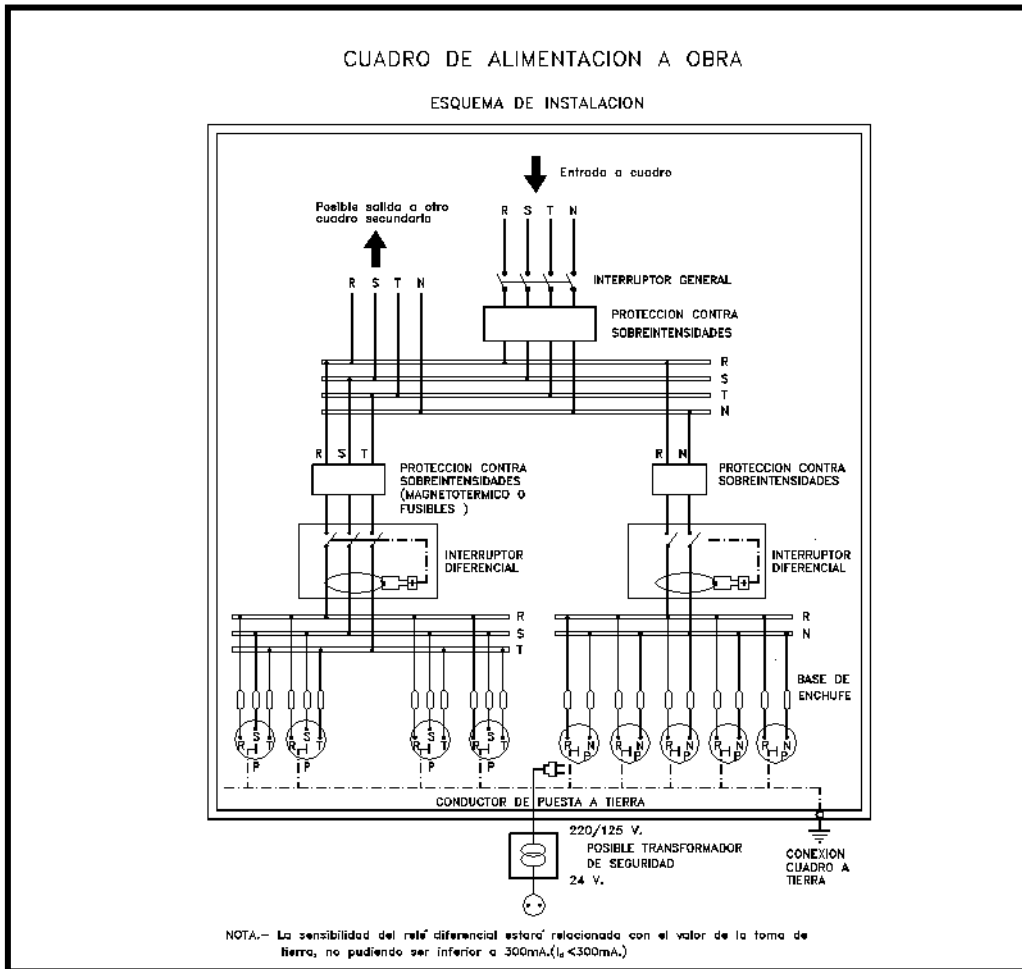 CUADRO DE ALIMENTACION A OBRA
ESQUEMA DE INSTALACION
Entrada a cuadro
Posible salida a otro
cuadro secundario
R S T N
R S T N
INTERRUPTOR GENERAL
PROTECCION CONTRA
SOBREINTENSIDADES
R
S
T
N
R S T
R N
PROTECCION CONTRA
SOBREINTENSIDADES
(MAGNETOTERMICO O
FUSIBLES )
PROTECCION CONTRA
SOBREINTENSIDADES
INTERRUPTOR
DIFERENCIAL
INTERRUPTOR
DIFERENCIAL
R
S
T
R
N
BASE DE
ENCHUFE
R S T P
R S T P
R S T P
R S T P
R N P
R N P
R N P
R N P
R N P
CONDUCTOR DE PUESTA A TIERRA
220/125 V.
POSIBLE TRANSFORMADOR
DE SEGURIDAD
24 V.
CONEXION
CUADRO A
TIERRA
NOTA.- La sensibilidad del relé diferencial estará relacionada con el valor de la toma de
tierra, no pudiendo ser inferior a 300mA.(Id <300mA.)